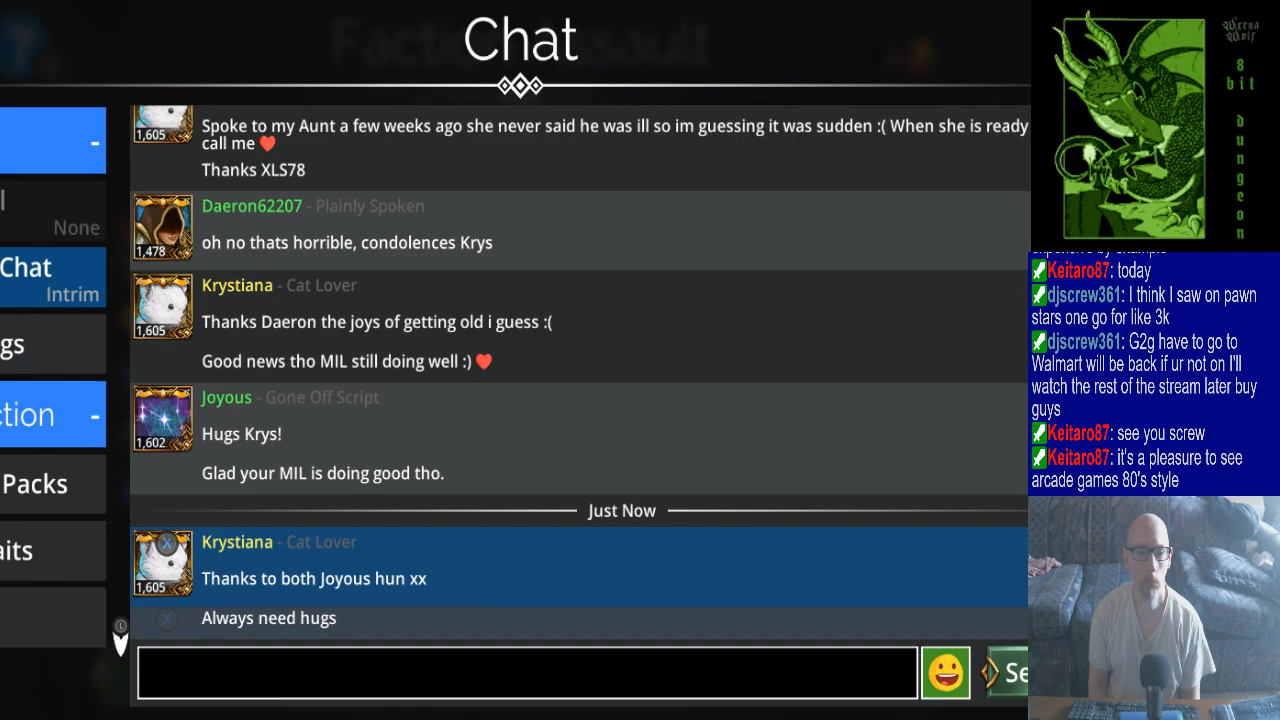 Chat
Spoke to my Aunt a few weeks ago she never said he was ill so im guessing it was sudden :( When she is ready
call me ❤️
Thanks XLS78
1,605
Daeron62207 - Plainly Spoken
oh no thats horrible, condolences Krys
1,478
Krystiana - Cat Lover
Thanks Daeron the joys of getting old i guess :(
Good news tho MIL still doing well :) ❤️
1,605
Joyous - Gone Off Script
Hugs Krys!
Glad your MIL is doing good tho.
1,602
Just Now
Krystiana - Cat Lover
Thanks to both Joyous hun xx
1,605
Always need hugs
Se
-
None
Chat
Intrim
gs
ction -
Packs
aits
8 bit dungeon
Keitaro87: today
djscrew361: I think I saw on pawn
stars one go for like 3k
djscrew361: G2g have to go to
Walmart will be back if ur not on I'll
watch the rest of the stream later buy
guys
Keitaro87: see you screw
Keitaro87: it's a pleasure to see
arcade games 80's style